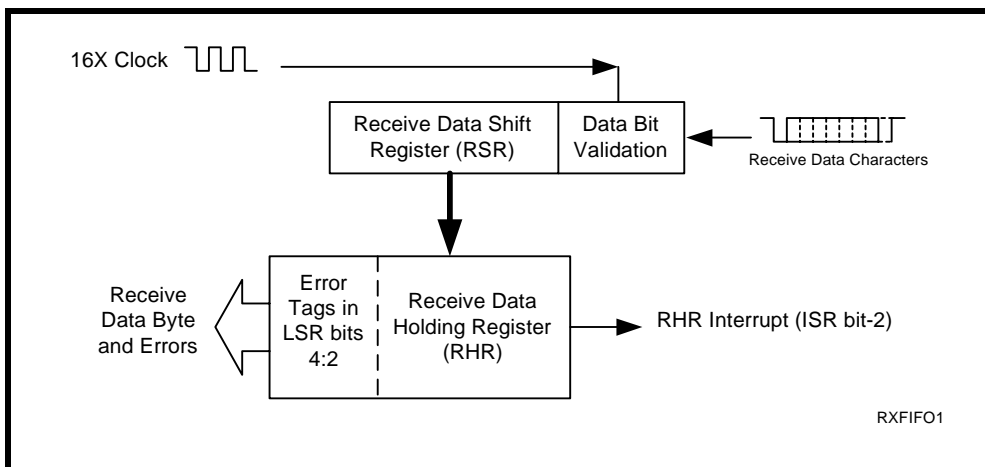 16X Clock
Receive Data Shift
Register (RSR)
Data Bit
Validation
Receive Data Characters
Receive
Data Byte
and Errors
Error
Tags in
LSR bits
4:2
Receive Data
Holding Register
(RHR)
RHR Interrupt (ISR bit-2)
RXFIFO1